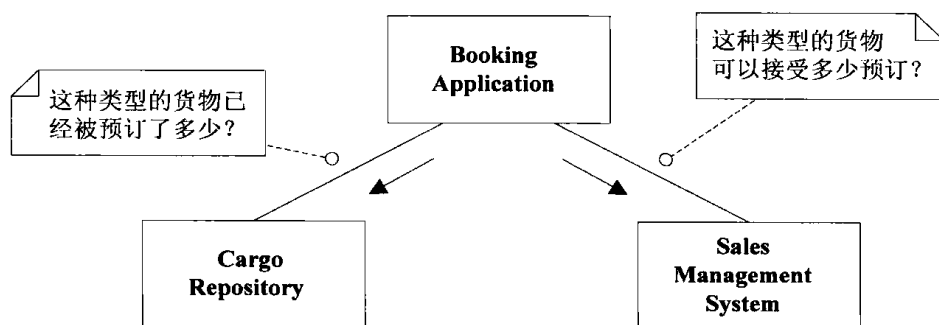 Booking
Application
这种类型的货物
可以接受多少预订？
这种类型的货物已
经被预订了多少？
Cargo
Repository
Sales
Management
System